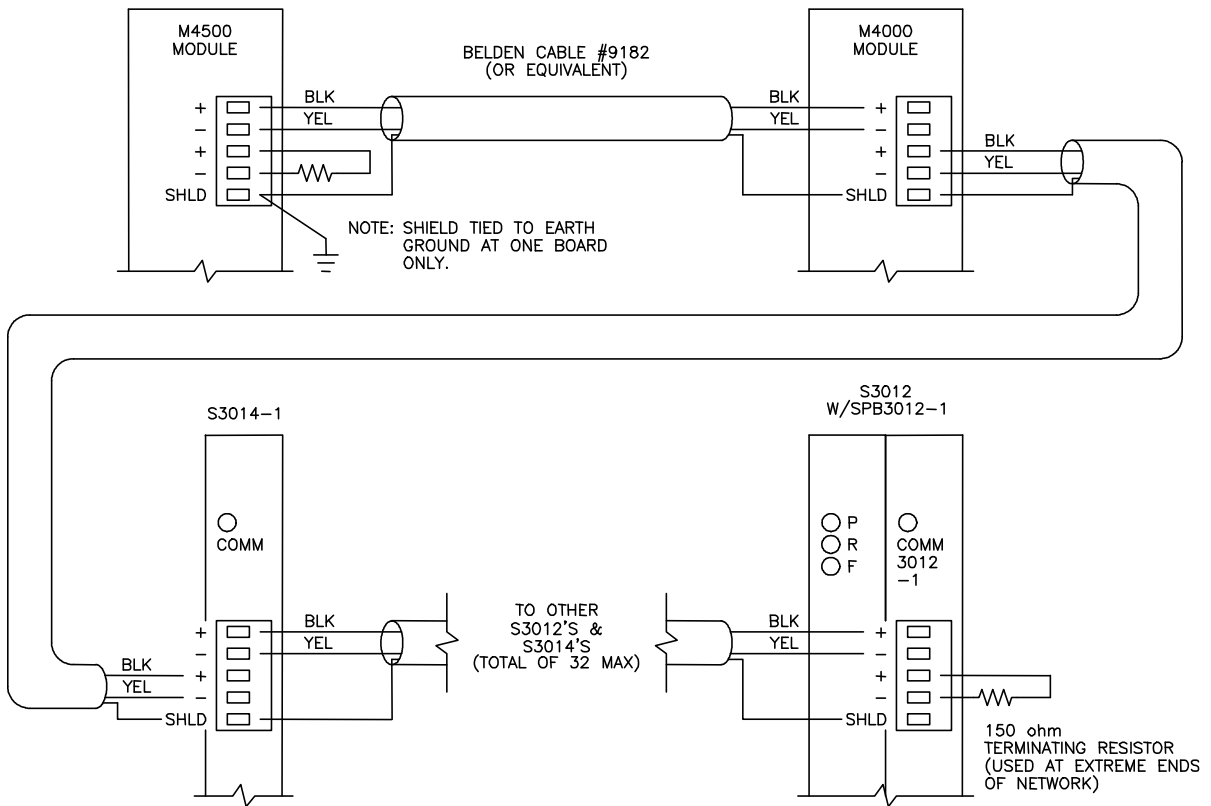 M4500
MODULE
BELDEN CABLE #9182
(OR EQUIVALENT)
M4000
MODULE
+
BLK
−
YEL
+
−
SHLD
BLK
YEL
+
−
+
−
SHLD
BLK
YEL
NOTE: SHIELD TIED TO EARTH
GROUND AT ONE BOARD
ONLY.
S3014−1
S3012
W/SPB3012−1
COMM
P
R
F
COMM
3012
−1
+
−
+
−
SHLD
BLK
YEL
BLK
YEL
TO OTHER
S3012'S &
S3014'S
(TOTAL OF 32 MAX)
BLK
YEL
+
−
+
−
SHLD
150 ohm
TERMINATING RESISTOR
(USED AT EXTREME ENDS
OF NETWORK)